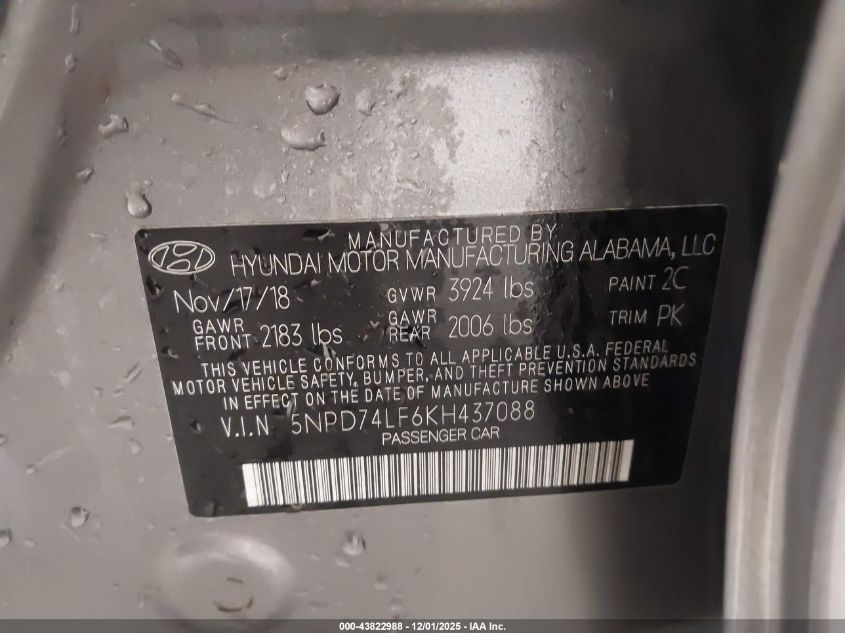 MANUFACTURED BY
HYUNDAI MOTOR MANUFACTURING ALABAMA, LLC
Nov/17/18 GVWR 3924 lbs PAINT 2C
GAWR FRONT 2183 lbs GAWR REAR 2006 lbs TRIM PK
THIS VEHICLE CONFORMS TO ALL APPLICABLE U.S.A. FEDERAL
MOTOR VEHICLE SAFETY, BUMPER, AND THEFT PREVENTION STANDARDS
IN EFFECT ON THE DATE OF MANUFACTURE SHOWN ABOVE
V.I.N 5NPD74LF6KH437088
PASSENGER CAR
000-43822988 - 12/01/2025 - IAA Inc.